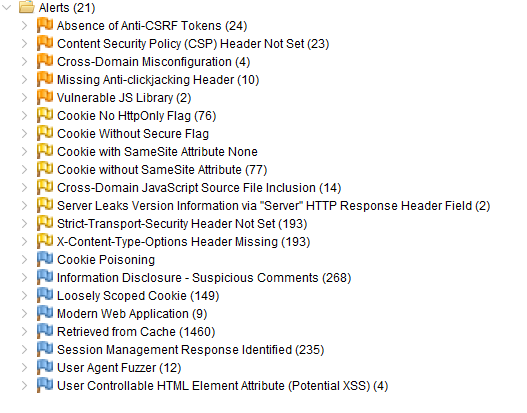 Alerts (21)
Absence of Anti-CSRF Tokens (24)
Content Security Policy (CSP) Header Not Set (23)
Cross-Domain Misconfiguration (4)
Missing Anti-clickjacking Header (10)
Vulnerable JS Library (2)
Cookie No HttpOnly Flag (76)
Cookie Without Secure Flag
Cookie with SameSite Attribute None
Cookie without SameSite Attribute (77)
Cross-Domain JavaScript Source File Inclusion (14)
Server Leaks Version Information via "Server" HTTP Response Header Field (2)
Strict-Transport-Security Header Not Set (193)
X-Content-Type-Options Header Missing (193)
Cookie Poisoning
Information Disclosure - Suspicious Comments (268)
Loosely Scoped Cookie (149)
Modern Web Application (9)
Retrieved from Cache (1460)
Session Management Response Identified (235)
User Agent Fuzzer (12)
User Controllable HTML Element Attribute (Potential XSS) (4)